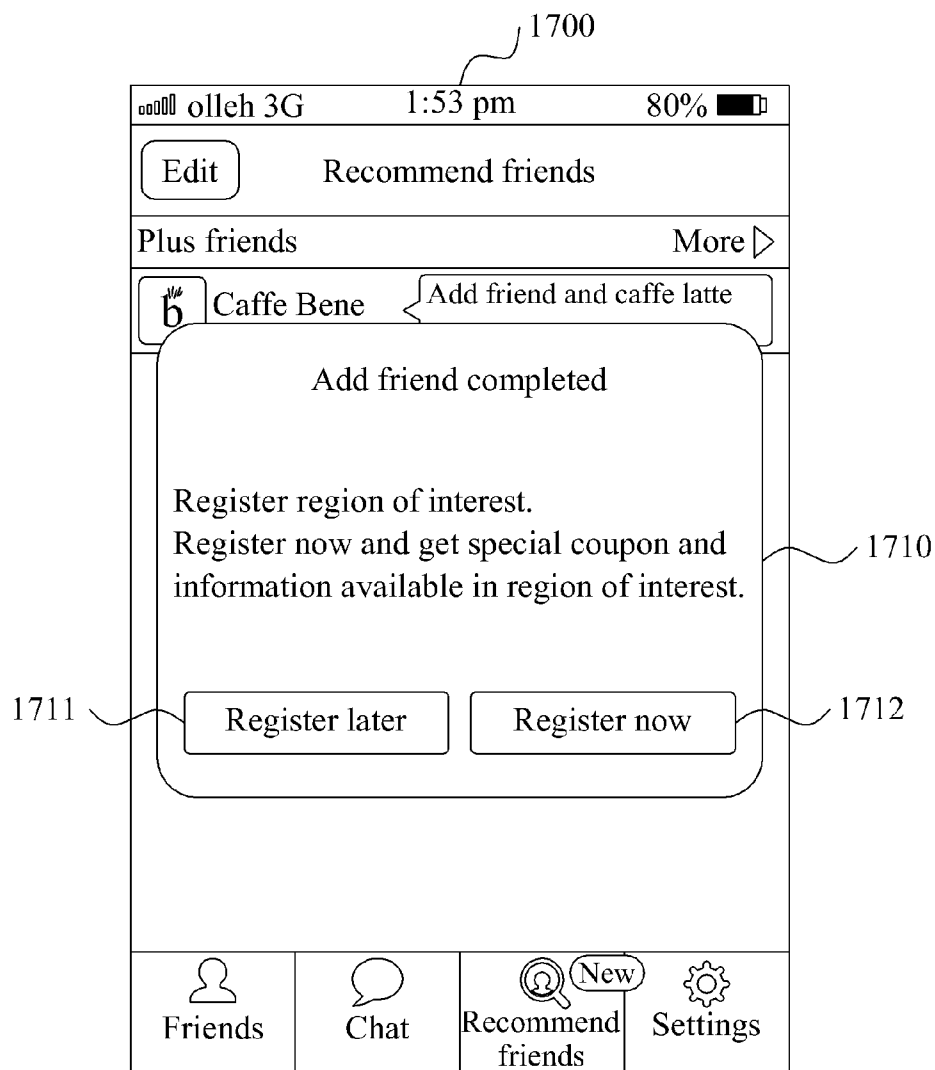 1700
olleh 3G 1:53 pm 80%
Edit Recommend friends
Plus friends More
b Caffe Bene Add friend and caffe latte
Add friend completed
Register region of interest.
Register now and get special coupon and
information available in region of interest.
1710
1711 Register later Register now 1712
New
Friends Chat Recommend friends Settings